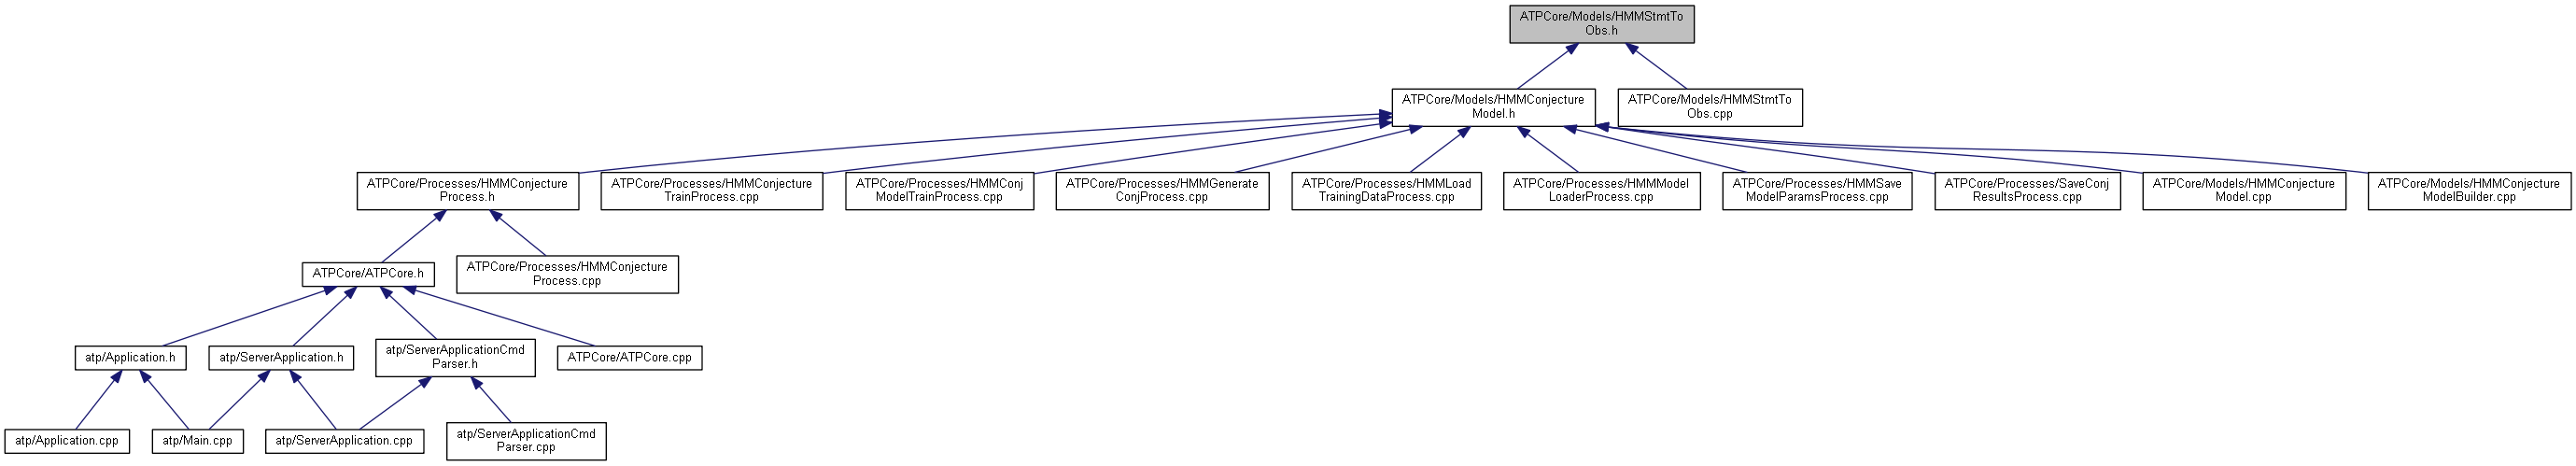 ATPCore/Models/HMMStmtTo
Obs.h
ATPCore/Models/HMMConjecture
Model.h
ATPCore/Models/HMMStmtTo
Obs.cpp
ATPCore/Processes/HMMConjecture
Process.h
ATPCore/Processes/HMMConjecture
TrainProcess.cpp
ATPCore/Processes/HMMConj
ModelTrainProcess.cpp
ATPCore/Processes/HMMGenerate
ConjProcess.cpp
ATPCore/Processes/HMMLoad
TrainingDataProcess.cpp
ATPCore/Processes/HMMModel
LoaderProcess.cpp
ATPCore/Processes/HMMSave
ModelParamsProcess.cpp
ATPCore/Processes/SaveConj
ResultsProcess.cpp
ATPCore/Models/HMMConjecture
Model.cpp
ATPCore/Models/HMMConjecture
ModelBuilder.cpp
ATPCore/ATPCore.h
ATPCore/Processes/HMMConjecture
Process.cpp
atp/Application.h
atp/ServerApplication.h
atp/ServerApplicationCmd
Parser.h
ATPCore/ATPCore.cpp
atp/Application.cpp
atp/Main.cpp
atp/ServerApplication.cpp
atp/ServerApplicationCmd
Parser.cpp